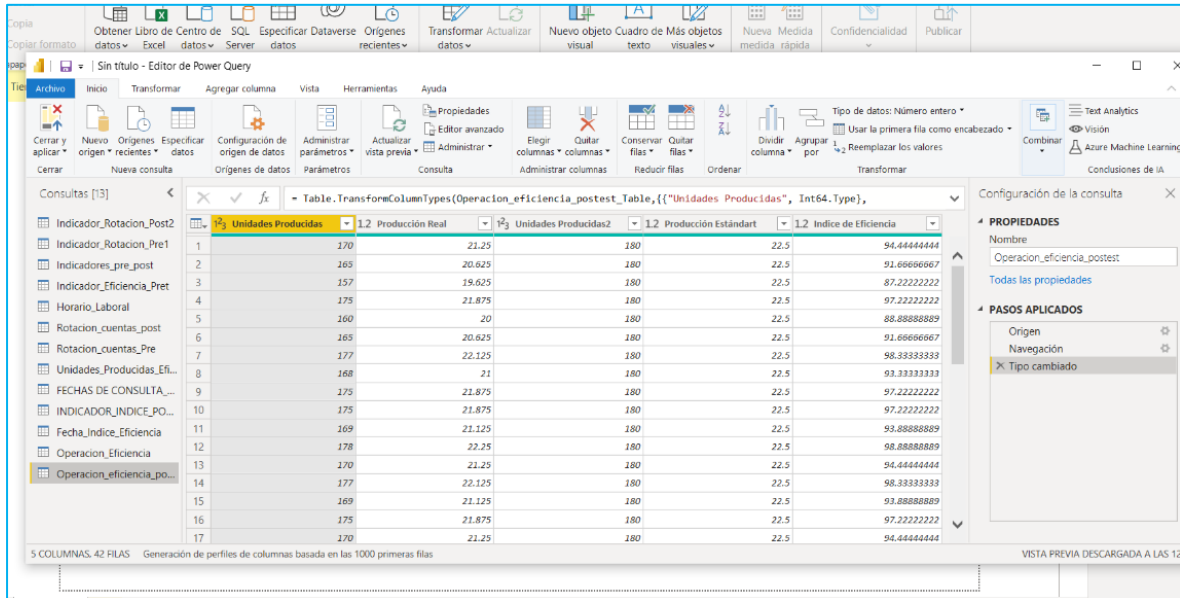 Copia
Copiar formato
Obtener datos Libro de Excel Centro de datos SQL Server Especificar datos Dataverse Orígenes recientes Transformar datos Actualizar Nuevo objeto visual Cuadro de texto Más objetos visuales Nueva medida Medida rápida Confidencialidad Publicar
Sin título - Editor de Power Query
Archivo Inicio Transformar Agregar columna Vista Herramientas Ayuda
Cerrar y aplicar
Nuevo origen
Orígenes recientes
Especificar datos
Configuración de origen de datos
Administrar parámetros
Actualizar vista previa
Propiedades
Editor avanzado
Administrar
Elegir columnas
Quitar columnas
Conservar filas
Quitar filas
Dividir columna
Agrupar por
Tipo de datos: Número entero
Usar la primera fila como encabezado
Reemplazar los valores
Combinar
Text Analytics
Visión
Azure Machine Learning
Cerrar Nueva consulta Orígenes de datos Parámetros Consulta Administrar columnas Reducir filas Ordenar Transformar Conclusiones de IA
Consultas [13]
Indicador_Rotacion_Post2
Indicador_Rotacion_Pre1
Indicadores_pre_post
Indicador_Eficiencia_Pret
Horario_Laboral
Rotacion_cuentas_post
Rotacion_cuentas_Pre
Unidades_Producidas_Efi...
FECHAS DE CONSULTA_...
INDICADOR_INDICE_PO...
Fecha_Indice_Eficiencia
Operacion_Eficiencia
Operacion_eficiencia_po...
fx = Table.TransformColumnTypes(Operacion_eficiencia_postest_Table,{{"Unidades Producidas", Int64.Type},
123 Unidades Producidas 1.2 Producción Real 123 Unidades Producidas2 1.2 Producción Estándart 1.2 Indice de Eficiencia
1 170 21.25 180 22.5 94.44444444
2 165 20.625 180 22.5 91.66666667
3 157 19.625 180 22.5 87.22222222
4 175 21.875 180 22.5 97.22222222
5 160 20 180 22.5 88.88888889
6 165 20.625 180 22.5 91.66666667
7 177 22.125 180 22.5 98.33333333
8 168 21 180 22.5 93.33333333
9 175 21.875 180 22.5 97.22222222
10 175 21.875 180 22.5 97.22222222
11 169 21.125 180 22.5 93.88888889
12 178 22.25 180 22.5 98.88888889
13 170 21.25 180 22.5 94.44444444
14 177 22.125 180 22.5 98.33333333
15 169 21.125 180 22.5 93.88888889
16 175 21.875 180 22.5 97.22222222
17 170 21.25 180 22.5 94.44444444
Configuración de la consulta
PROPIEDADES
Nombre
Operacion_eficiencia_postest
Todas las propiedades
PASOS APLICADOS
Origen
Navegación
Tipo cambiado
5 COLUMNAS, 42 FILAS Generación de perfiles de columnas basada en las 1000 primeras filas
VISTA PREVIA DESCARGADA A LAS 12